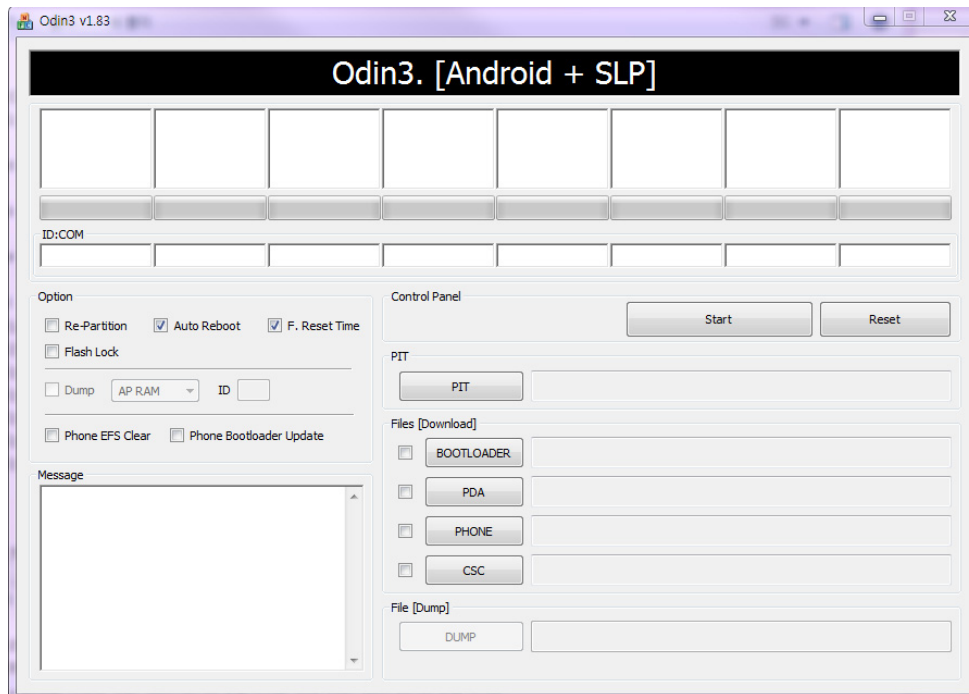 Odin3 v1.83
Odin3. [Android + SLP]
ID:COM
Option
Re-Partition Auto Reboot F. Reset Time
Flash Lock
Dump AP RAM ID
Phone EFS Clear Phone Bootloader Update
Message
Control Panel
Start Reset
PIT
PIT
Files [Download]
BOOTLOADER
PDA
PHONE
CSC
File [Dump]
DUMP